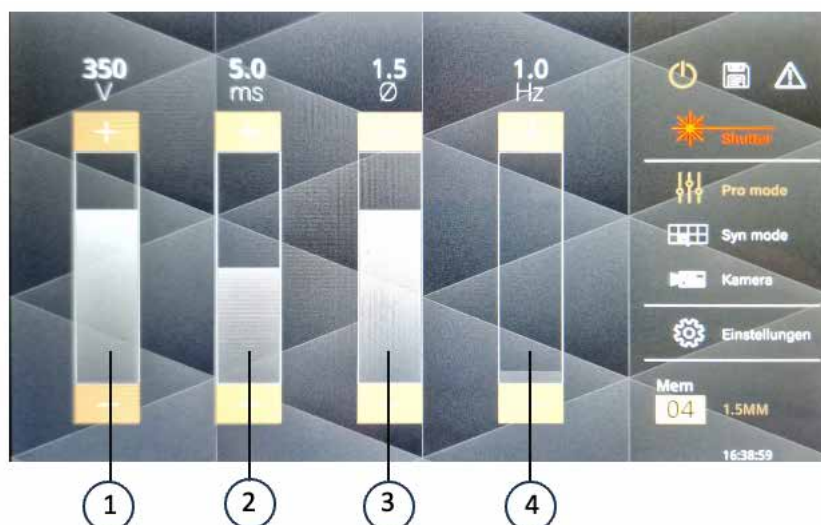 350
V
5.0
ms
1.5
Ø
1.0
Hz
+
+
Shutter
Pro mode
Syn mode
Kamera
Einstellungen
Mem
04
1.5MM
16:38:59
1
2
3
4